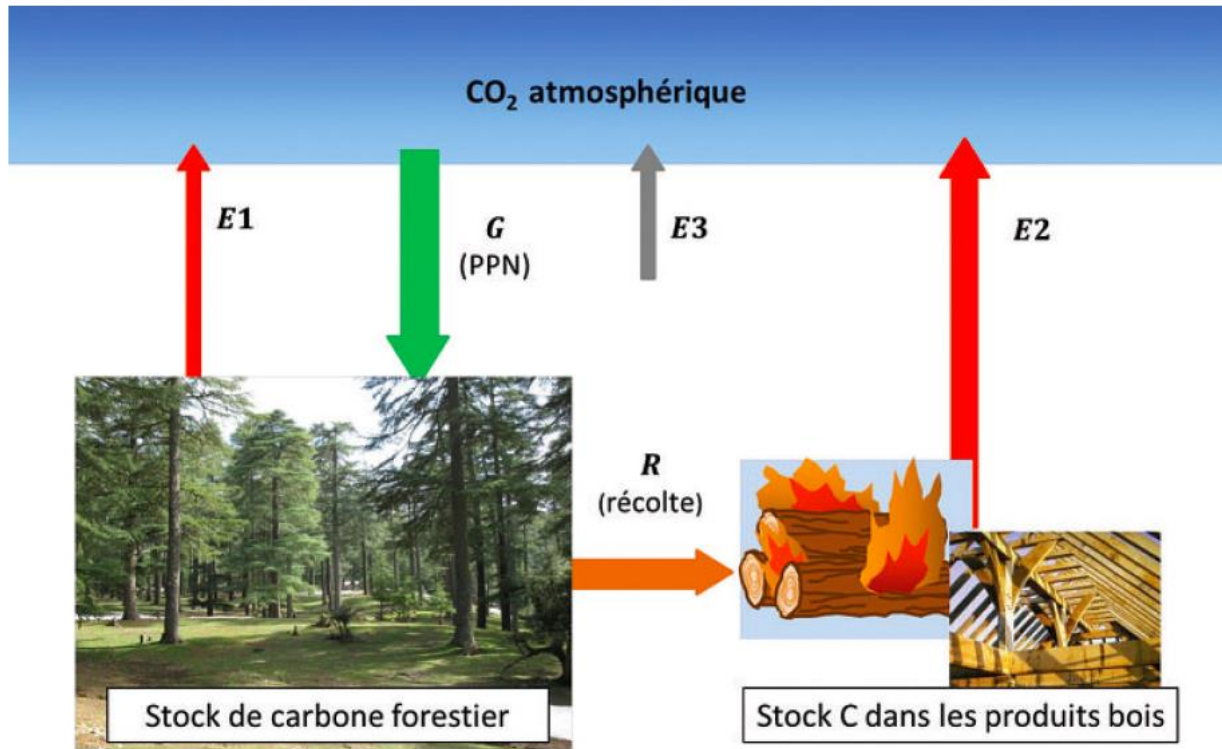 CO₂ atmosphérique
E1
G
(PPN)
E3
E2
R
(récolte)
Stock de carbone forestier
Stock C dans les produits bois